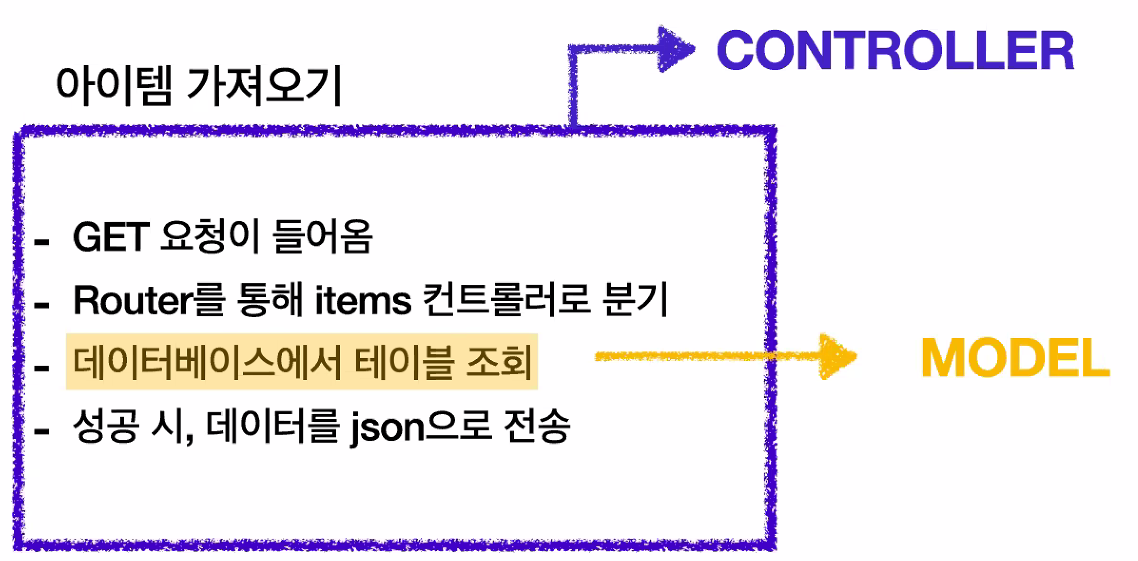 CONTROLLER
아이템 가져오기
- GET 요청이 들어옴
- Router를 통해 items 컨트롤러로 분기
- 데이터베이스에서 테이블 조회
MODEL
- 성공 시, 데이터를 json으로 전송